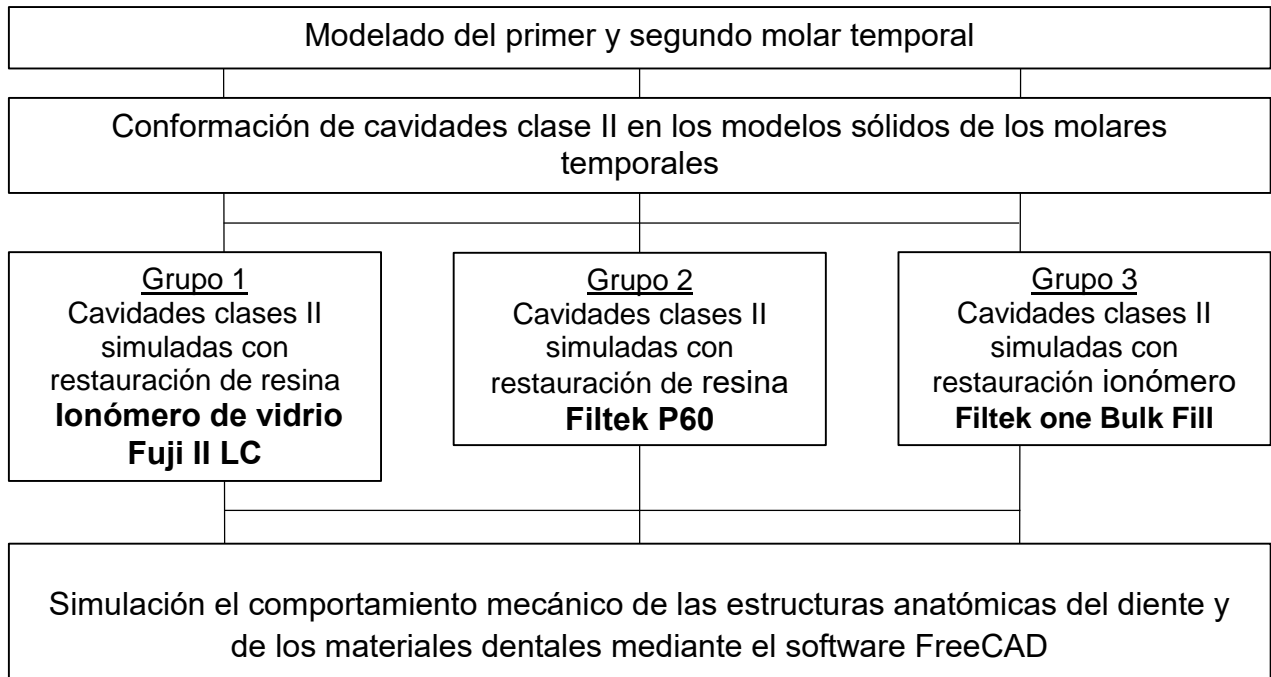 Modelado del primer y segundo molar temporal
Conformación de cavidades clase II en los modelos sólidos de los molares
temporales
Grupo 1
Cavidades clases II
simuladas con
restauración de resina
Ionómero de vidrio
Fuji II LC
Grupo 2
Cavidades clases II
simuladas con
restauración de resina
Filtek P60
Grupo 3
Cavidades clases II
simuladas con
restauración ionómero
Filtek one Bulk Fill
Simulación el comportamiento mecánico de las estructuras anatómicas del diente y
de los materiales dentales mediante el software FreeCAD